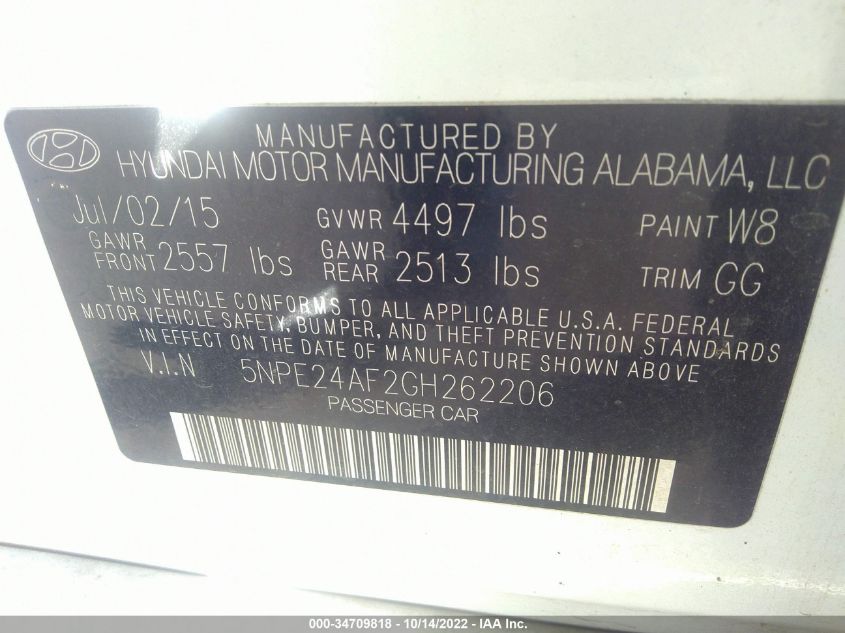 MANUFACTURED BY
HYUNDAI MOTOR MANUFACTURING ALABAMA, LLC
Jul/02/15 GVWR 4497 lbs PAINT W8
GAWR FRONT 2557 lbs GAWR REAR 2513 lbs TRIM GG
THIS VEHICLE CONFORMS TO ALL APPLICABLE U.S.A. FEDERAL
MOTOR VEHICLE SAFETY, BUMPER, AND THEFT PREVENTION STANDARDS
IN EFFECT ON THE DATE OF MANUFACTURE SHOWN ABOVE
V.I.N 5NPE24AF2GH262206
PASSENGER CAR
000-34709818 - 10/14/2022 - IAA Inc.